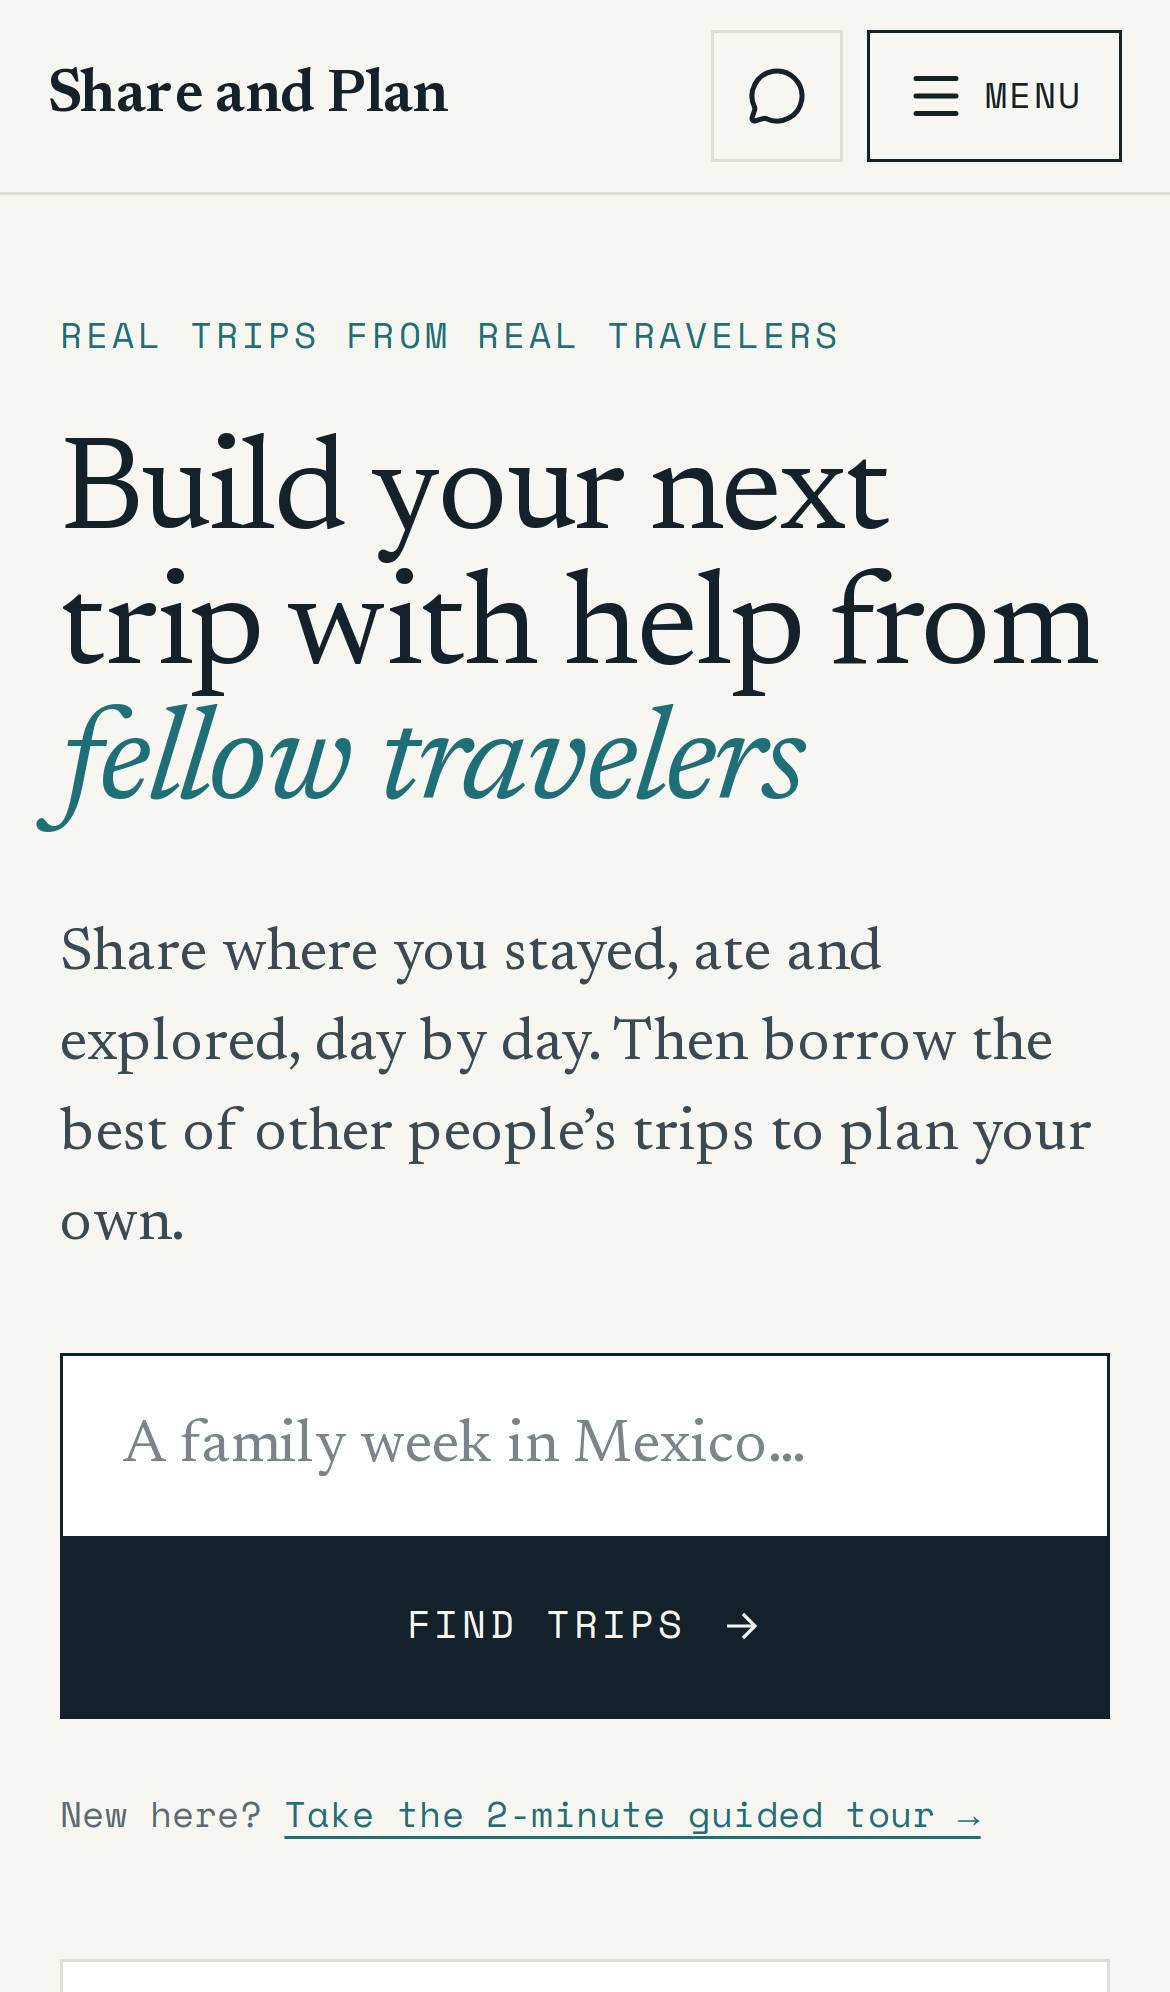 Share and Plan
MENU
REAL TRIPS FROM REAL TRAVELERS
Build your next
trip with help from
fellow travelers
Share where you stayed, ate and
explored, day by day. Then borrow the
best of other people’s trips to plan your
own.
A family week in Mexico…
FIND TRIPS →
New here? Take the 2-minute guided tour →